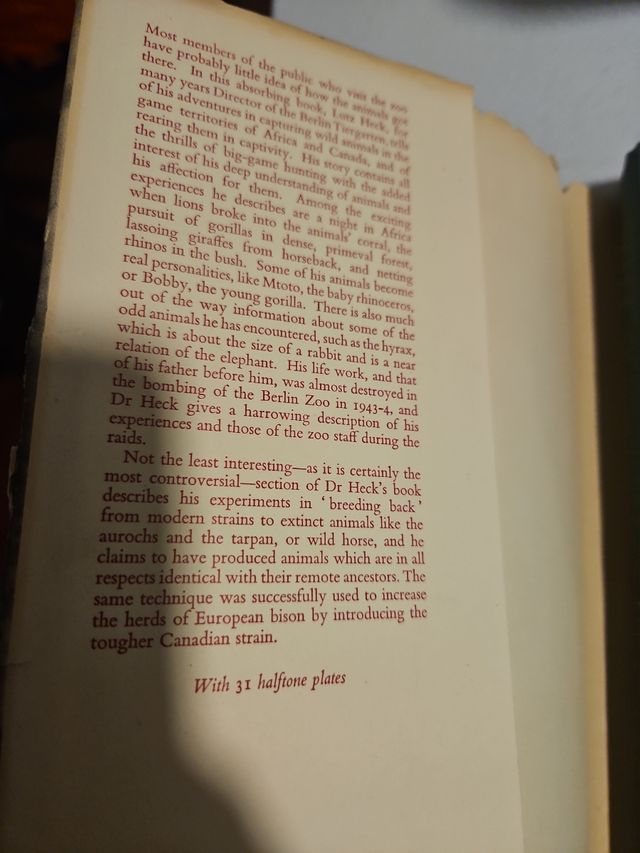 Most members of the public who visit the zoo
have probably little idea of how the animals got
there. In this absorbing book, Lutz Heck, for
many years Director of the Berlin Tiergarten, tells
of his adventures in capturing wild animals in the
game territories of Africa and Canada, and of
rearing them in captivity. His story contains all
the thrills of big-game hunting with the added
interest of his deep understanding of animals and
his affection for them. Among the exciting
experiences he describes are a night in Africa
when lions broke into the animals' corral, the
pursuit of gorillas in dense, primeval forest,
lassoing giraffes from horseback, and netting
rhinos in the bush. Some of his animals become
real personalities, like Mtoto, the baby rhinoceros,
or Bobby, the young gorilla. There is also much
out of the way information about some of the
odd animals he has encountered, such as the hyrax,
which is about the size of a rabbit and is a near
relation of the elephant. His life work, and that
of his father before him, was almost destroyed in
the bombing of the Berlin Zoo in 1943-4, and
Dr Heck gives a harrowing description of his
experiences and those of the zoo staff during the
raids.
Not the least interesting—as it is certainly the
most controversial—section of Dr Heck's book
describes his experiments in 'breeding back'
from modern strains to extinct animals like the
aurochs and the tarpan, or wild horse, and he
claims to have produced animals which are in all
respects identical with their remote ancestors. The
same technique was successfully used to increase
the herds of European bison by introducing the
tougher Canadian strain.
With 31 halftone plates